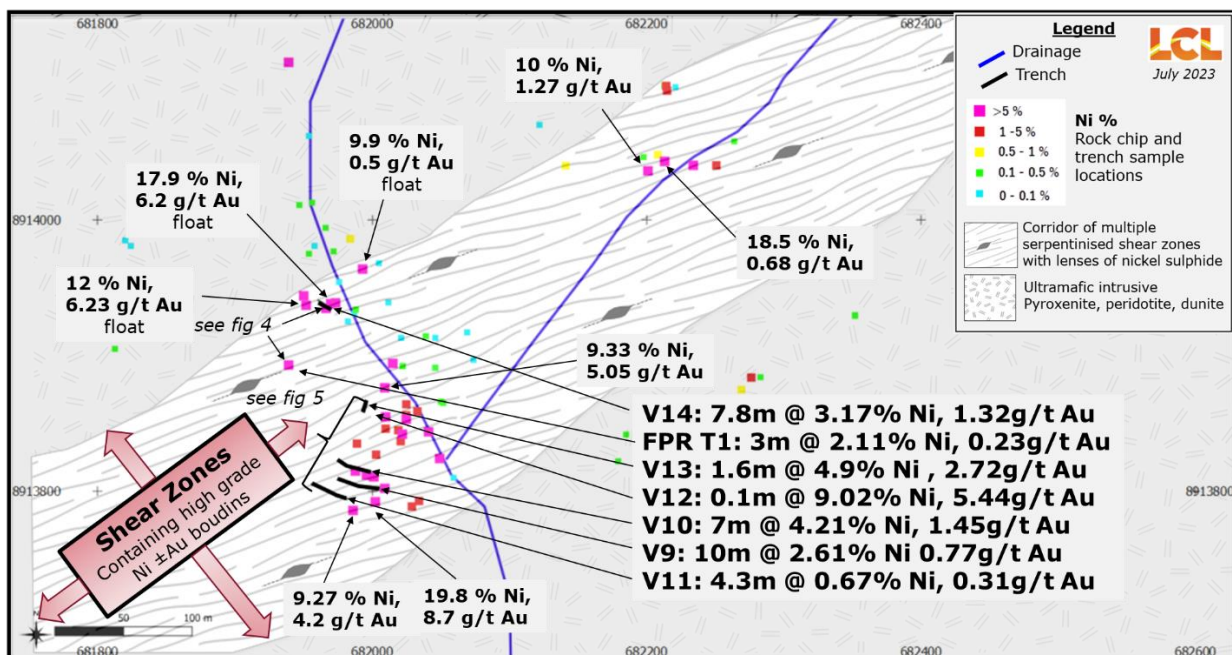 681800
682000
682200
682400
Legend
Drainage
Trench
LCL
July 2023
>5 %
1 - 5 %
0.5 - 1 %
0.1 - 0.5 %
0 - 0.1 %
Ni %
Rock chip and
trench sample
locations
Corridor of multiple
serpentinised shear zones
with lenses of nickel sulphide
Ultramafic intrusive
Pyroxenite, peridotite, dunite
10 % Ni,
1.27 g/t Au
9.9 % Ni,
0.5 g/t Au
float
17.9 % Ni,
6.2 g/t Au
float
8914000
18.5 % Ni,
0.68 g/t Au
12 % Ni,
6.23 g/t Au
float
see fig 4
9.33 % Ni,
5.05 g/t Au
see fig 5
V14: 7.8m @ 3.17% Ni, 1.32g/t Au
FPR T1: 3m @ 2.11% Ni, 0.23g/t Au
V13: 1.6m @ 4.9% Ni , 2.72g/t Au
V12: 0.1m @ 9.02% Ni, 5.44g/t Au
V10: 7m @ 4.21% Ni, 1.45g/t Au
V9: 10m @ 2.61% Ni 0.77g/t Au
V11: 4.3m @ 0.67% Ni, 0.31g/t Au
8913800
8913800
Shear Zones
Containing high grade
Ni ±Au boudins
9.27 % Ni,
4.2 g/t Au
19.8 % Ni,
8.7 g/t Au
0 50 100 m
681800
682000
682200
682400
682600